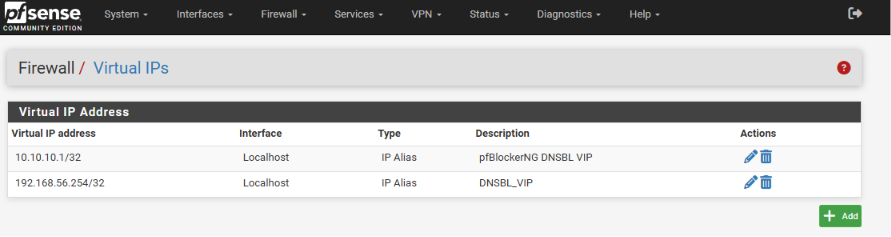 pfsense System Interfaces Firewall Services VPN Status Diagnostics Help
COMMUNITY EDITION
Firewall / Virtual IPs ?
Virtual IP Address
Virtual IP address Interface Type Description Actions
10.10.10.1/32 Localhost IP Alias pfBlockerNG DNSBL VIP
192.168.56.254/32 Localhost IP Alias DNSBL_VIP
+ Add